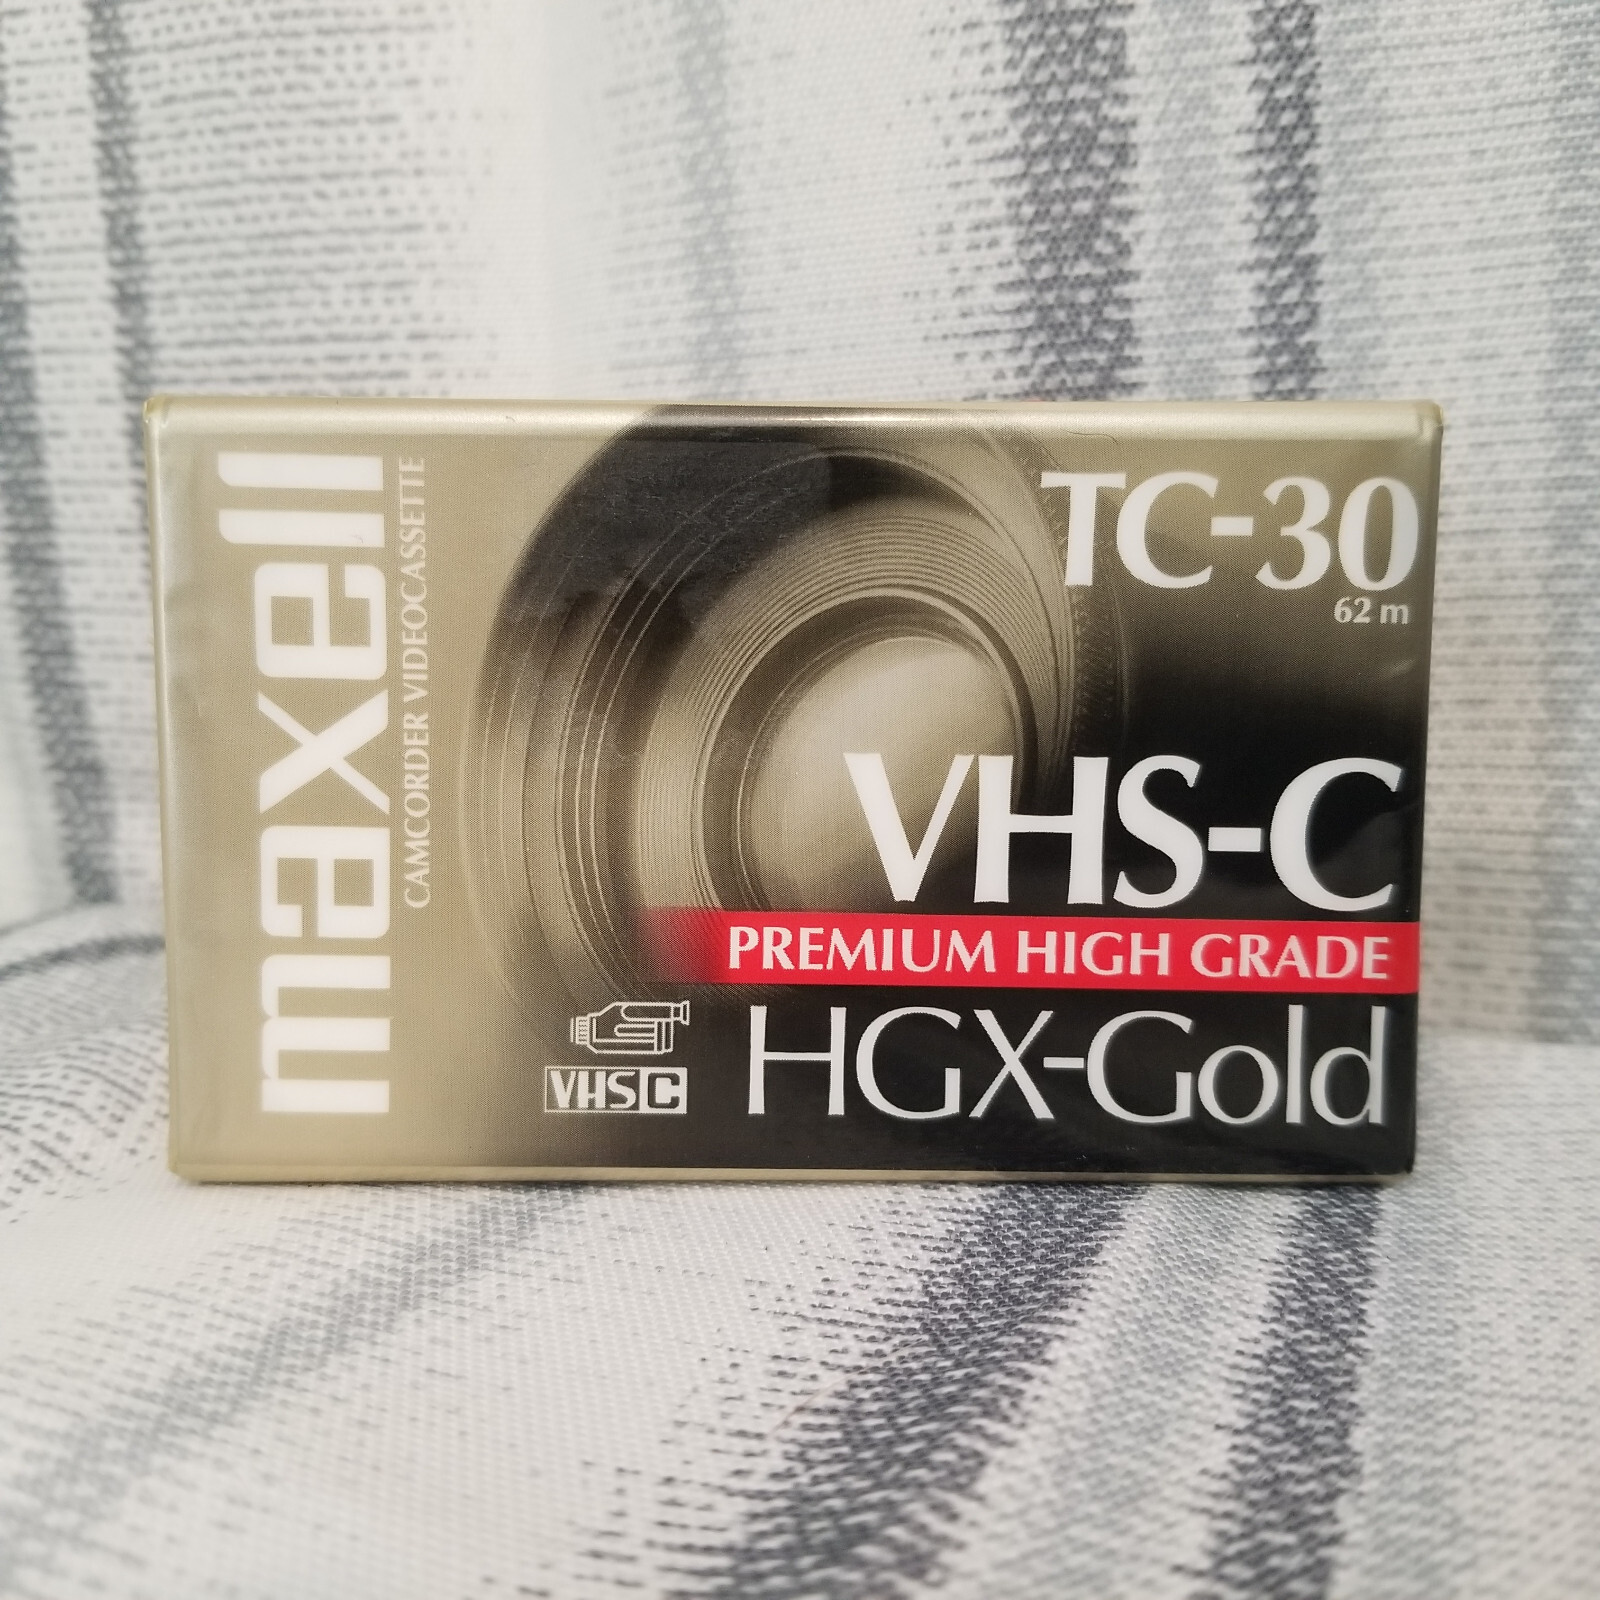 maxell
CAMCORDER VIDEOCASSETTE
TC-30
62 m
VHS-C
PREMIUM HIGH GRADE
HGX-Gold
VHS C